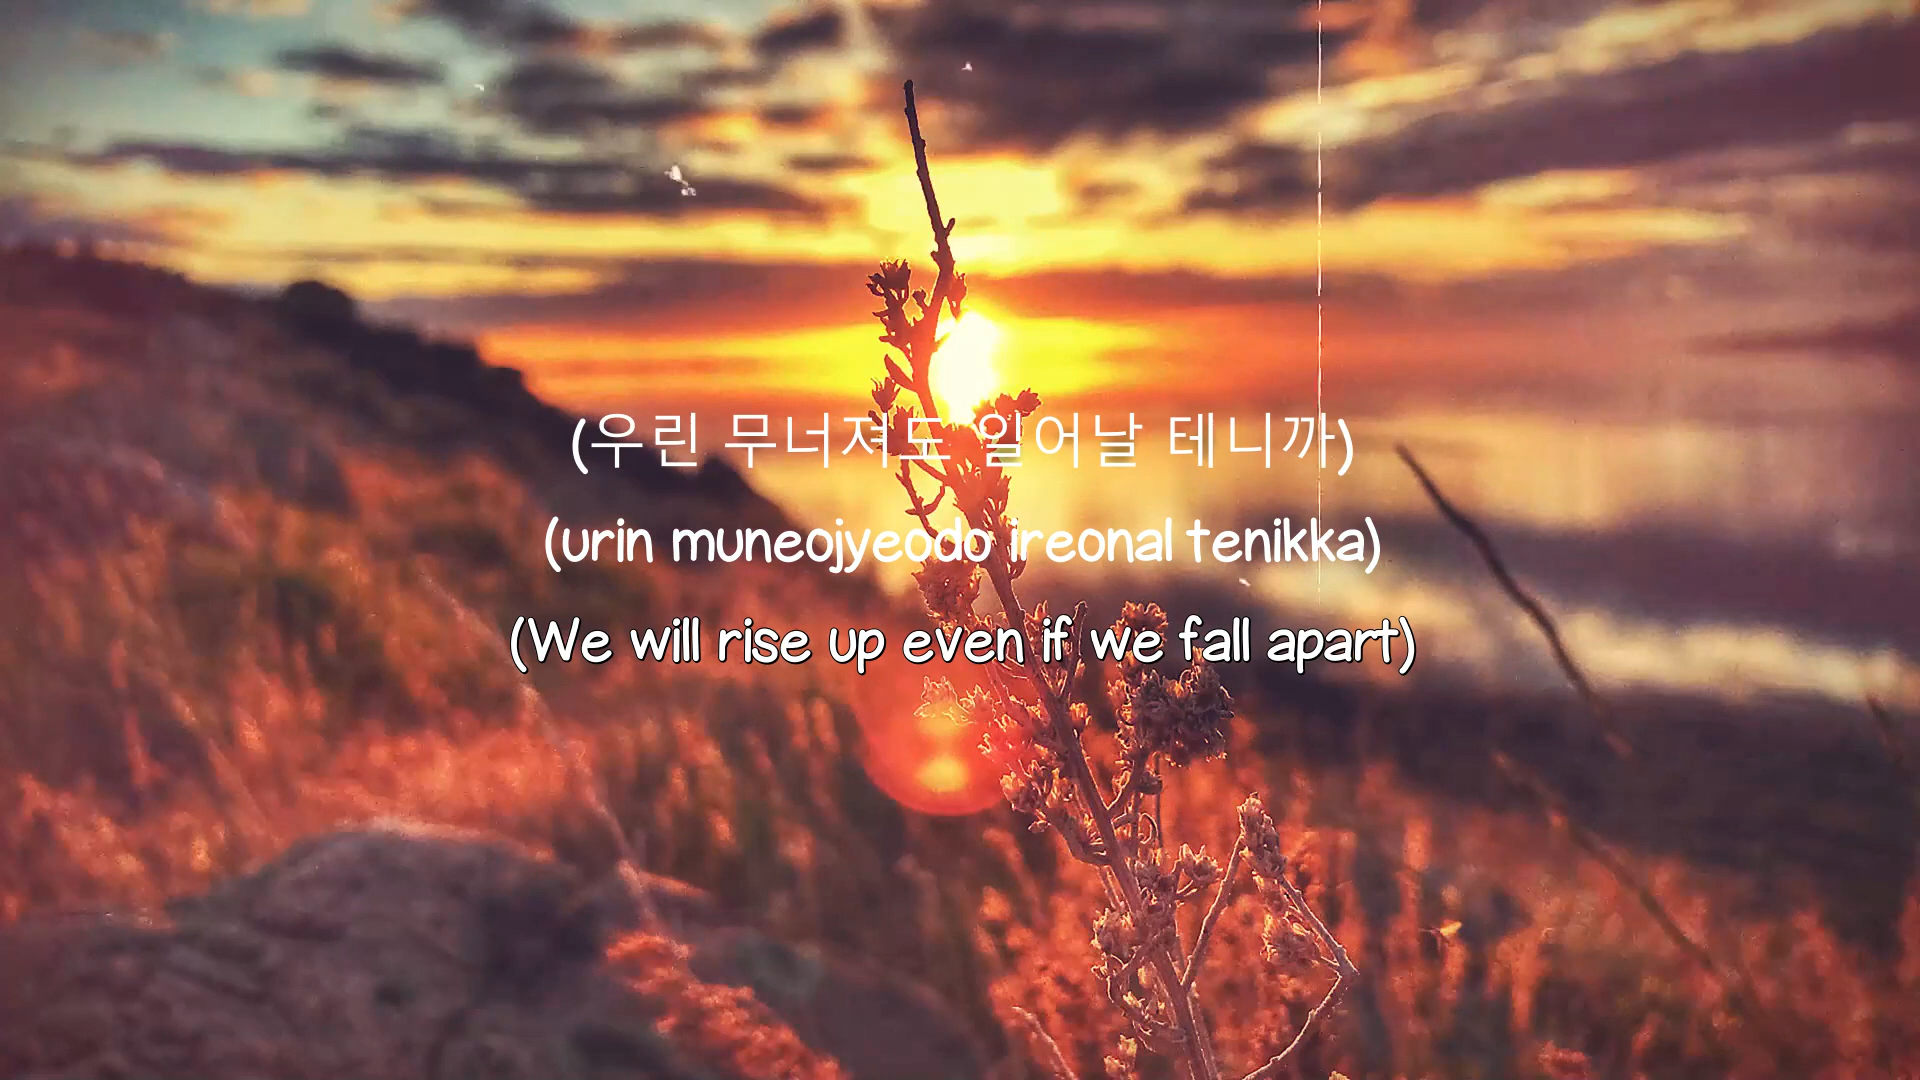 (우린 무너져도 일어날 테니까)
(urin muneojyeodo ireonal tenikka)
(We will rise up even if we fall apart)